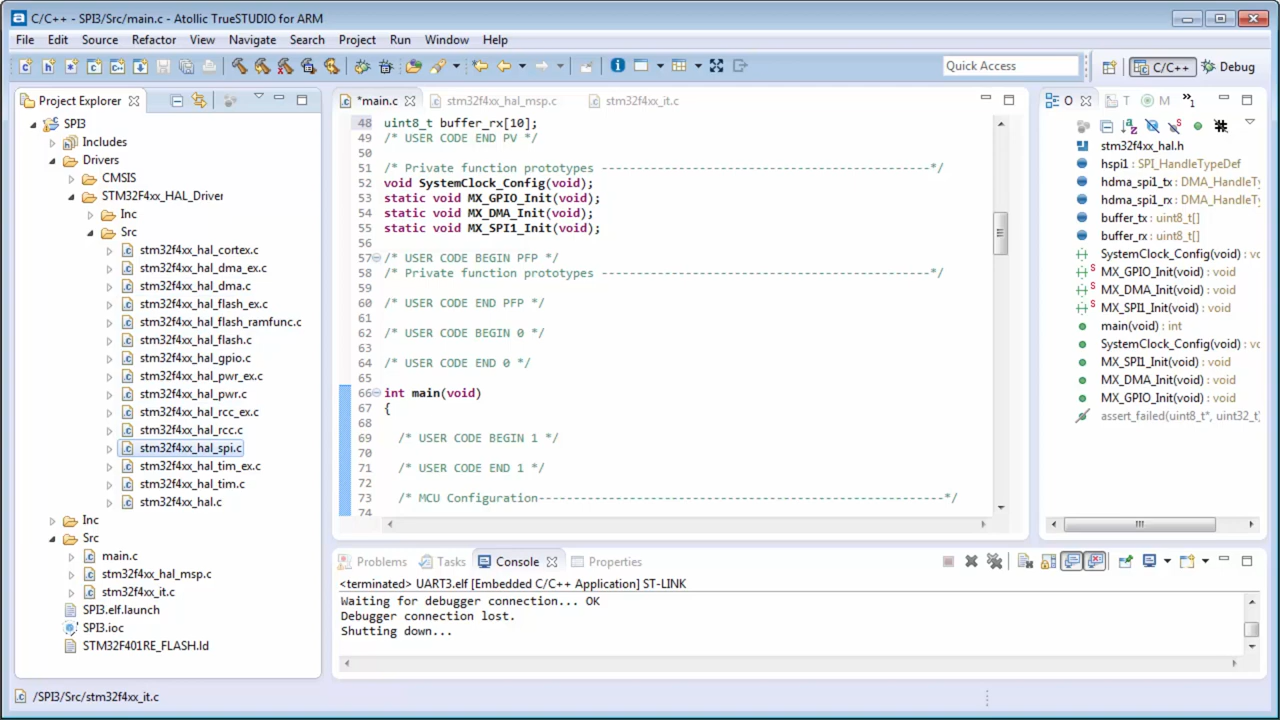 C/C++ - SPI3/Src/main.c - Atollic TrueSTUDIO for ARM
File Edit Source Refactor View Navigate Search Project Run Window Help
Quick Access
C/C++
Debug
Project Explorer
SPI3
Includes
Drivers
CMSIS
STM32F4xx_HAL_Driver
Inc
Src
stm32f4xx_hal_cortex.c
stm32f4xx_hal_dma_ex.c
stm32f4xx_hal_dma.c
stm32f4xx_hal_flash_ex.c
stm32f4xx_hal_flash_ramfunc.c
stm32f4xx_hal_flash.c
stm32f4xx_hal_gpio.c
stm32f4xx_hal_pwr_ex.c
stm32f4xx_hal_pwr.c
stm32f4xx_hal_rcc_ex.c
stm32f4xx_hal_rcc.c
stm32f4xx_hal_spi.c
stm32f4xx_hal_tim_ex.c
stm32f4xx_hal_tim.c
stm32f4xx_hal.c
Inc
Src
main.c
stm32f4xx_hal_msp.c
stm32f4xx_it.c
SPI3.elf.launch
SPI3.ioc
STM32F401RE_FLASH.ld
*main.c stm32f4xx_hal_msp.c stm32f4xx_it.c
48 uint8_t buffer_rx[10];
49 /* USER CODE END PV */
50
51 /* Private function prototypes -----------------------------------------------*/
52 void SystemClock_Config(void);
53 static void MX_GPIO_Init(void);
54 static void MX_DMA_Init(void);
55 static void MX_SPI1_Init(void);
56
57 /* USER CODE BEGIN PFP */
58 /* Private function prototypes -----------------------------------------------*/
59
60 /* USER CODE END PFP */
61
62 /* USER CODE BEGIN 0 */
63
64 /* USER CODE END 0 */
65
66 int main(void)
67 {
68
69 /* USER CODE BEGIN 1 */
70
71 /* USER CODE END 1 */
72
73 /* MCU Configuration----------------------------------------------------------*/
74
O T M »1
stm32f4xx_hal.h
hspi1 : SPI_HandleTypeDef
hdma_spi1_tx : DMA_HandleTy
hdma_spi1_rx : DMA_HandleTy
buffer_tx : uint8_t[]
buffer_rx : uint8_t[]
SystemClock_Config(void) : vo
MX_GPIO_Init(void) : void
MX_DMA_Init(void) : void
MX_SPI1_Init(void) : void
main(void) : int
SystemClock_Config(void) : vo
MX_SPI1_Init(void) : void
MX_DMA_Init(void) : void
MX_GPIO_Init(void) : void
assert_failed(uint8_t*, uint32_t)
Problems Tasks Console Properties
<terminated> UART3.elf [Embedded C/C++ Application] ST-LINK
Waiting for debugger connection... OK
Debugger connection lost.
Shutting down...
/SPI3/Src/stm32f4xx_it.c